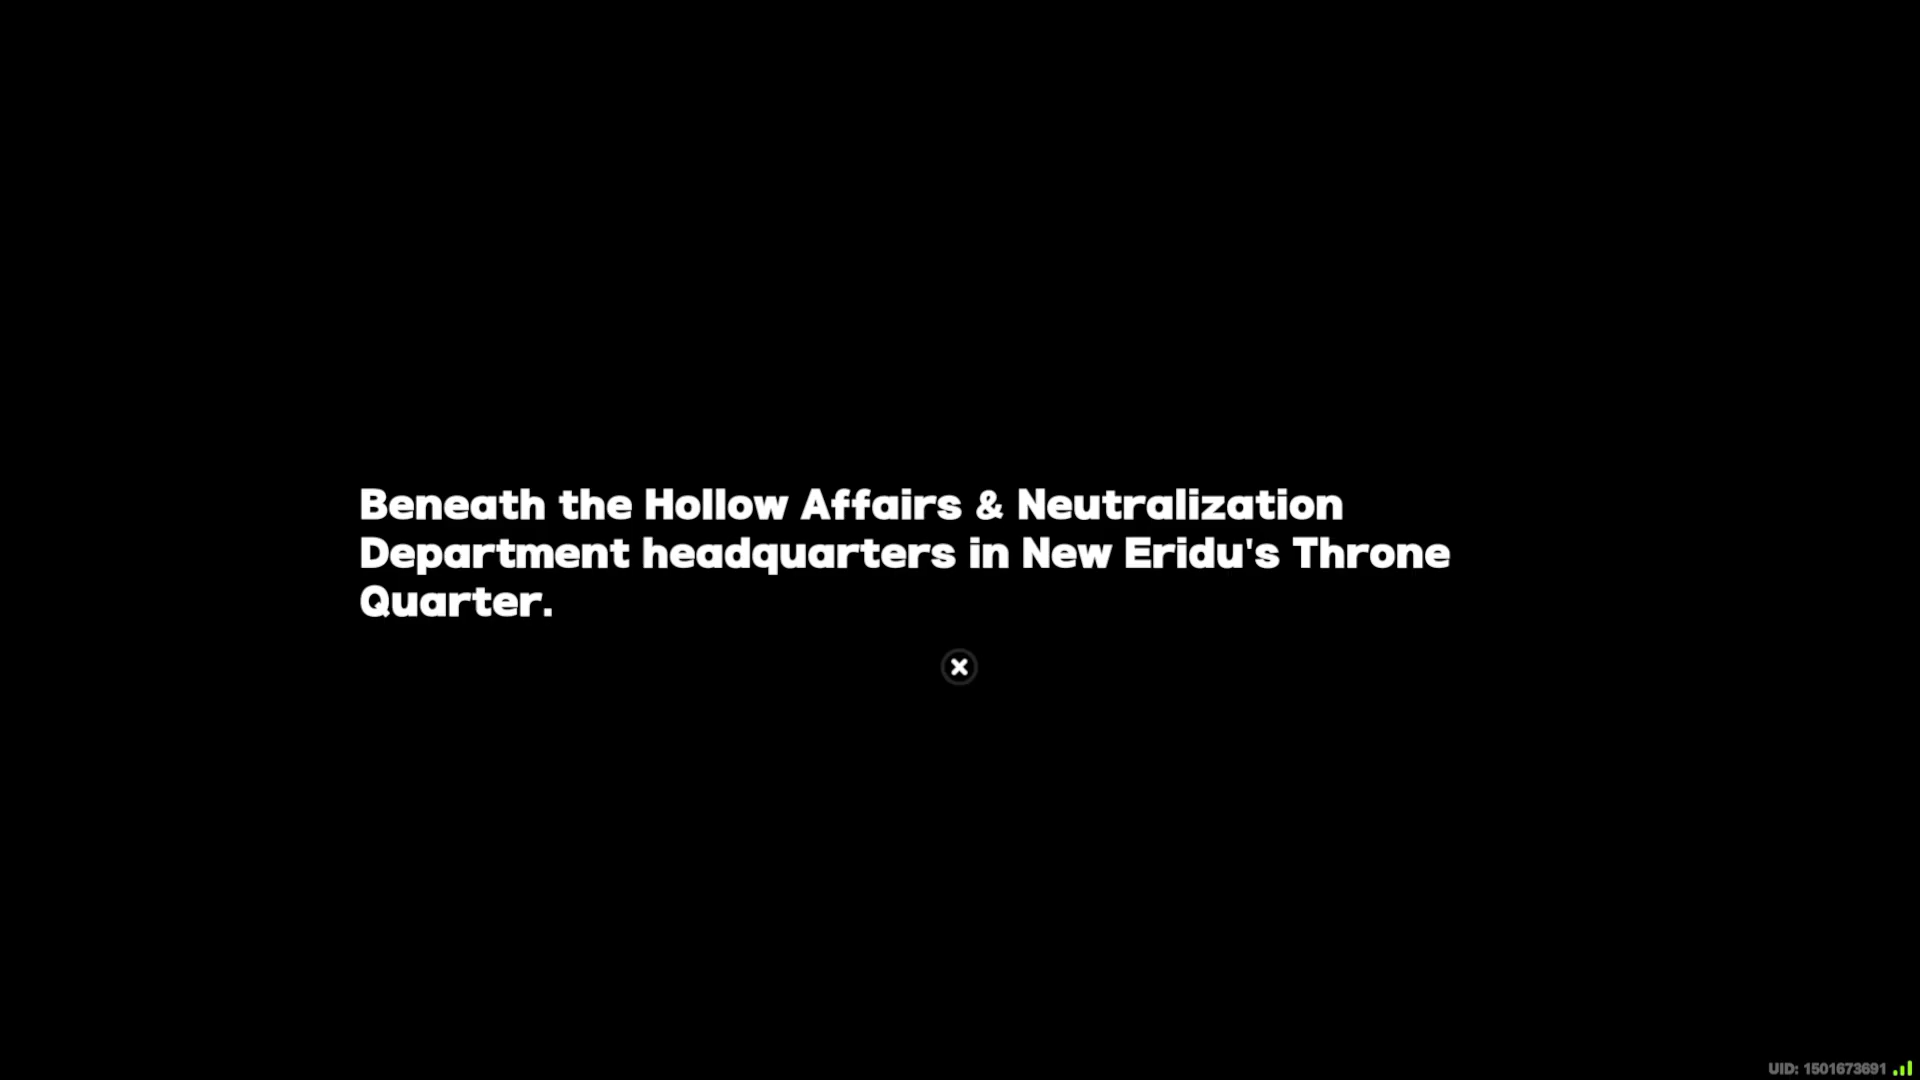 Beneath the Hollow Affairs & Neutralization
Department headquarters in New Eridu's Throne
Quarter.
UID: 1501673691